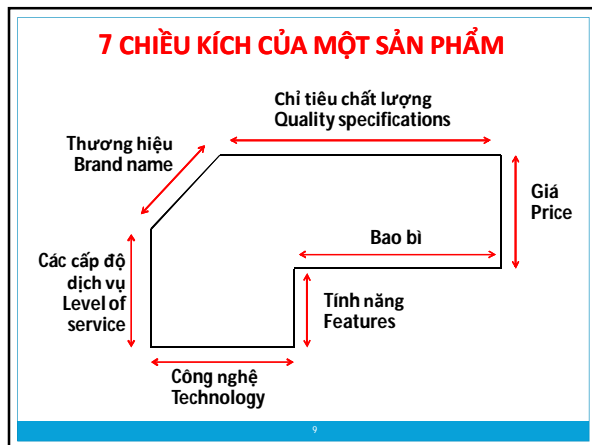 7 CHIỀU KÍCH CỦA MỘT SẢN PHẨM
Chỉ tiêu chất lượng
Quality specifications
Thương hiệu
Brand name
Giá
Price
Bao bì
Các cấp độ
dịch vụ
Level of
service
Tính năng
Features
Công nghệ
Technology
9